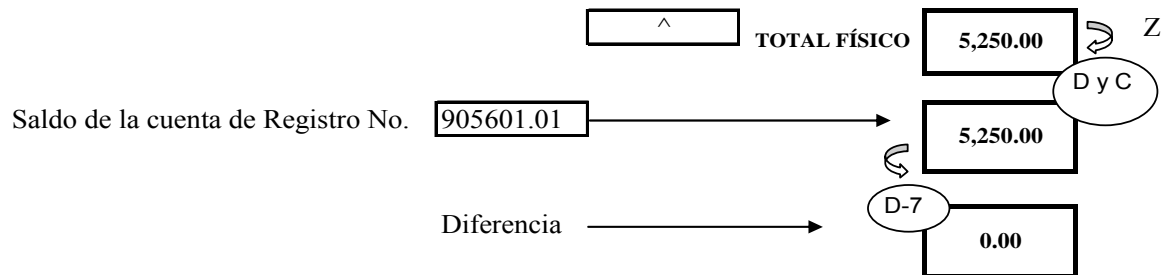 ^
TOTAL FÍSICO 5,250.00 Z
D y C
Saldo de la cuenta de Registro No. 905601.01 5,250.00
D-7
Diferencia 0.00